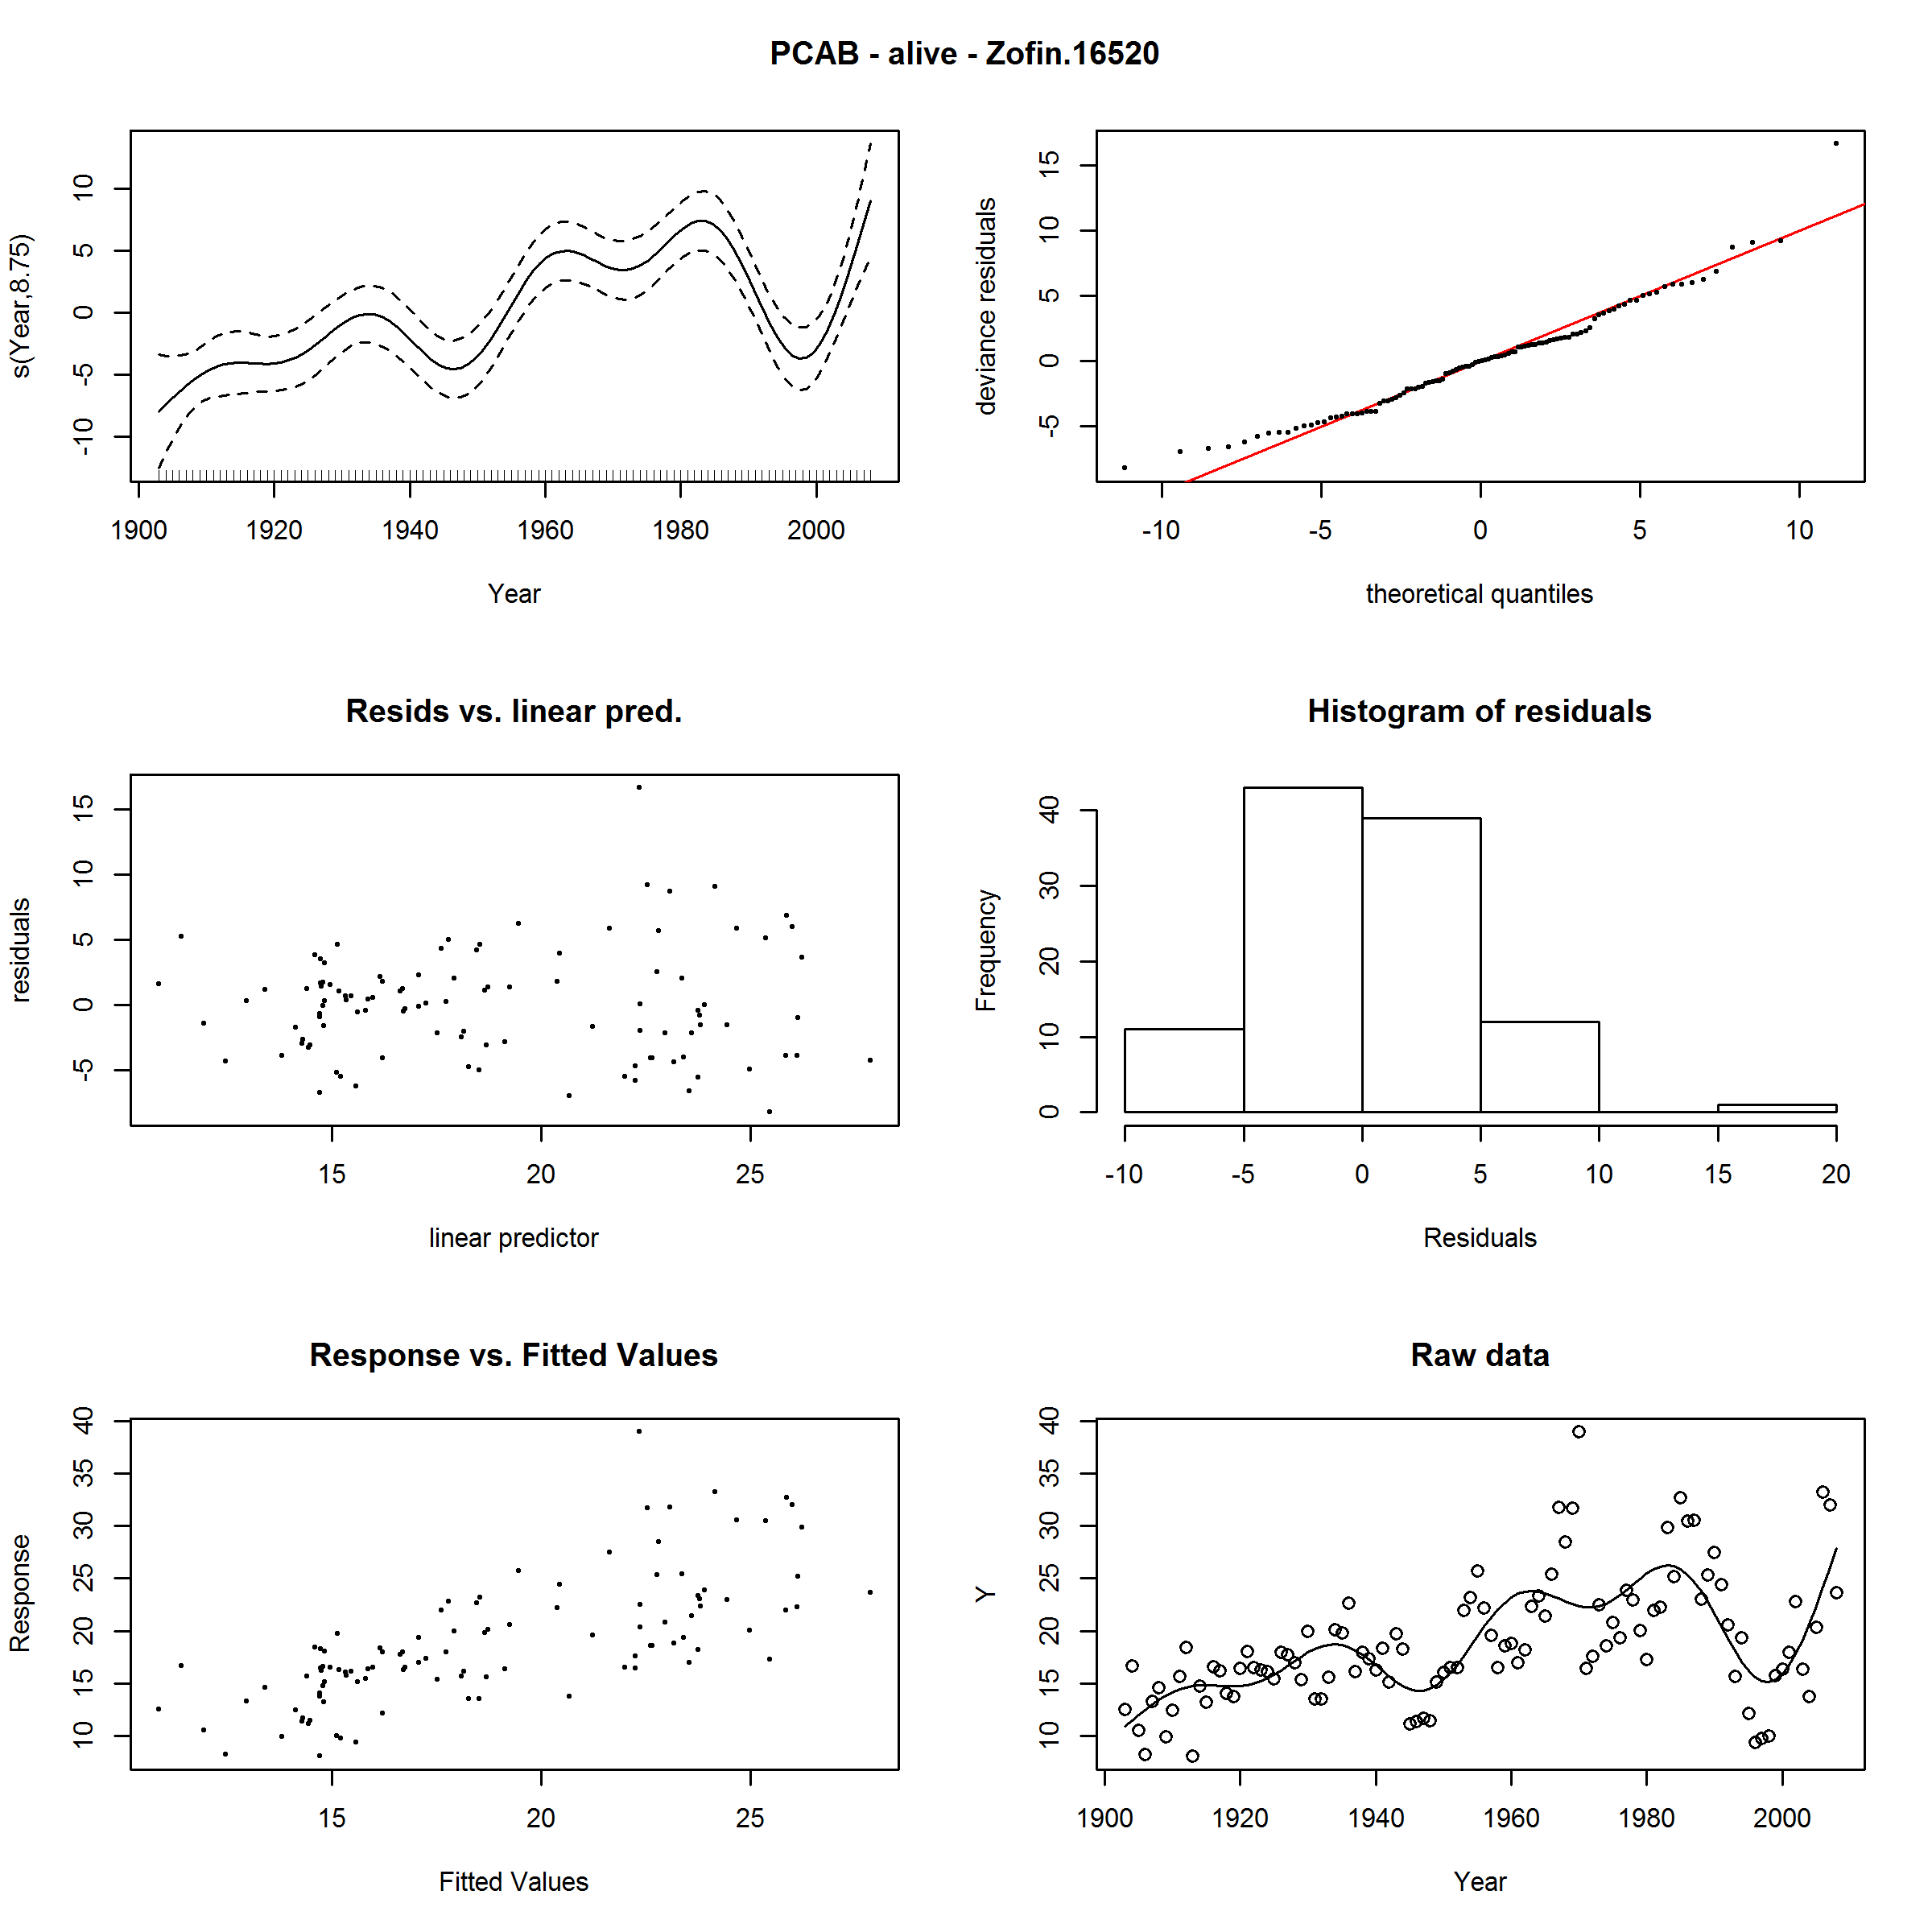 PCAB - alive - Zofin.16520
s(Year,8.75)
10
5
0
-5
-10
1900 1920 1940 1960 1980 2000
Year
deviance residuals
15
10
5
0
-5
-10 -5 0 5 10
theoretical quantiles
Resids vs. linear pred.
residuals
15
10
5
0
-5
15 20 25
linear predictor
Histogram of residuals
Frequency
40
30
20
10
0
-10 -5 0 5 10 15 20
Residuals
Response vs. Fitted Values
Response
40
35
30
25
20
15
10
15 20 25
Fitted Values
Raw data
Y
40
35
30
25
20
15
10
1900 1920 1940 1960 1980 2000
Year